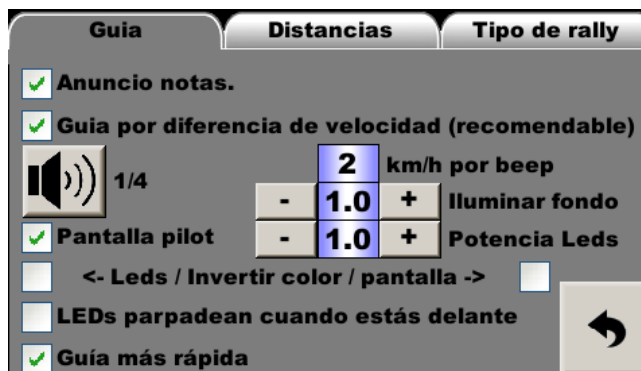 Guia Distancias Tipo de rally
Anuncio notas.
Guia por diferencia de velocidad (recomendable)
1/4 2 km/h por beep
- 1.0 + Iluminar fondo
Pantalla pilot - 1.0 + Potencia Leds
<- Leds / Invertir color / pantalla ->
LEDs parpadean cuando estás delante
Guía más rápida